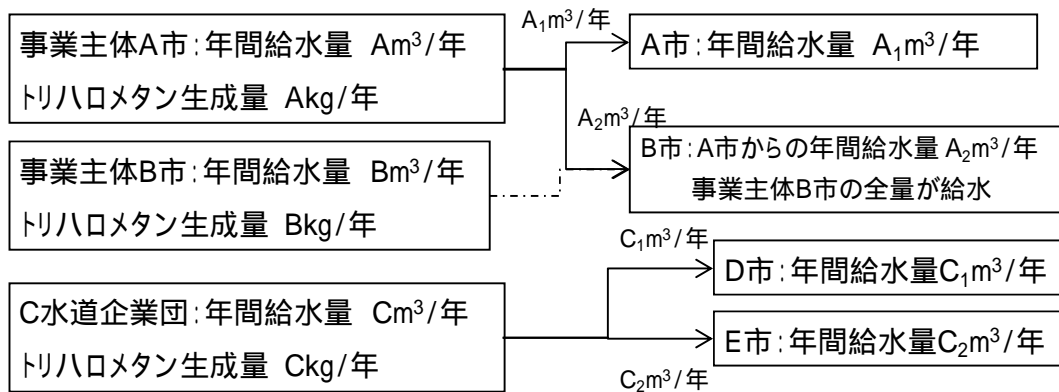 事業主体A市：年間給水量 Am³/年
トリハロメタン生成量 Akg/年
A₁m³/年
A市：年間給水量 A₁m³/年
A₂m³/年
事業主体B市：年間給水量 Bm³/年
トリハロメタン生成量 Bkg/年
B市：A市からの年間給水量 A₂m³/年
事業主体B市の全量が給水
C₁m³/年
D市：年間給水量C₁m³/年
C水道企業団：年間給水量 Cm³/年
トリハロメタン生成量 Ckg/年
E市：年間給水量C₂m³/年
C₂m³/年